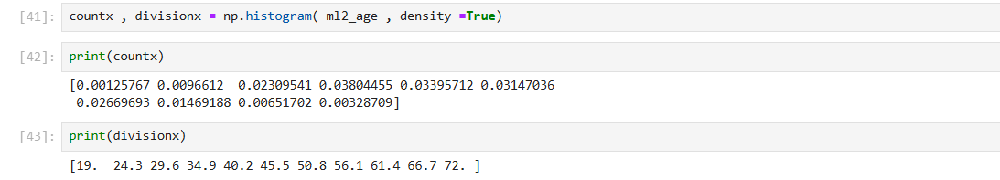 [41]: countx , divisionx = np.histogram( ml2_age , density =True)
[42]: print(countx)
[0.00125767 0.0096612  0.02309541 0.03804455 0.03395712 0.03147036
 0.02669693 0.01469188 0.00651702 0.00328709]
[43]: print(divisionx)
[19.  24.3 29.6 34.9 40.2 45.5 50.8 56.1 61.4 66.7 72. ]